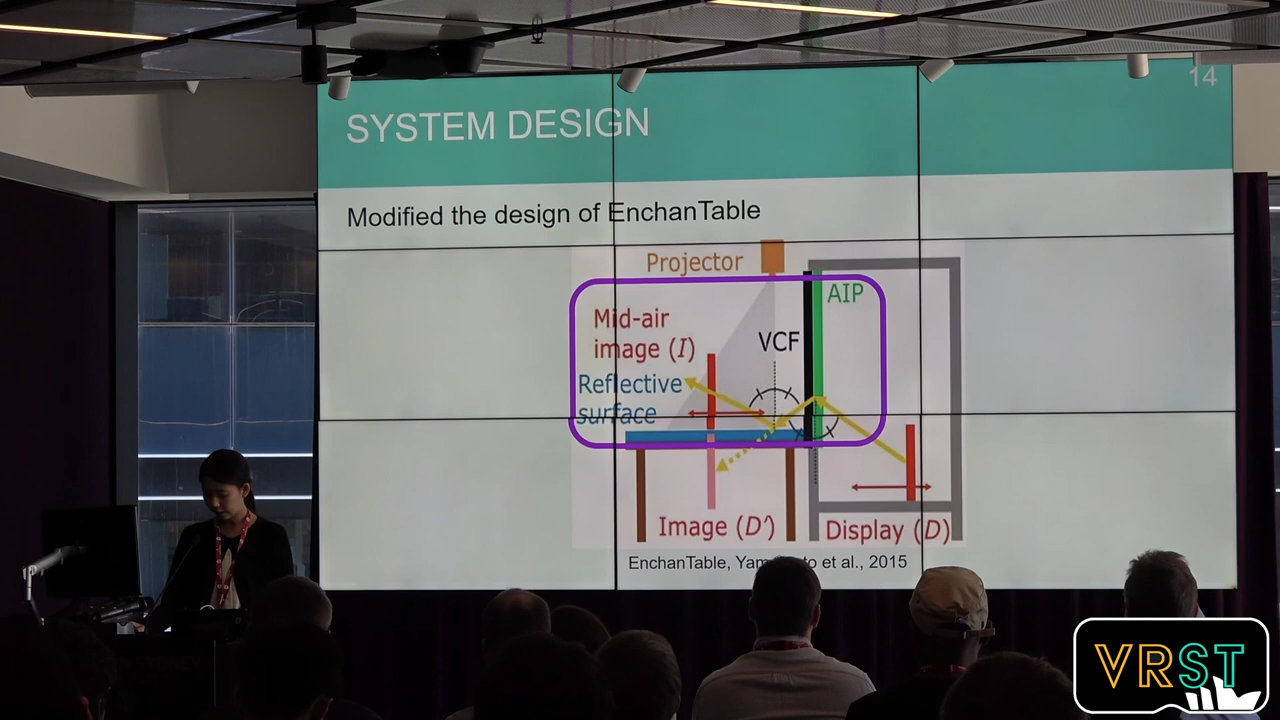 14
SYSTEM DESIGN
Modified the design of EnchanTable
Projector
AIP
Mid-air
image (I)
VCF
Reflective
surface
Image (D′)
Display (D)
EnchanTable, et al., 2015
VRST